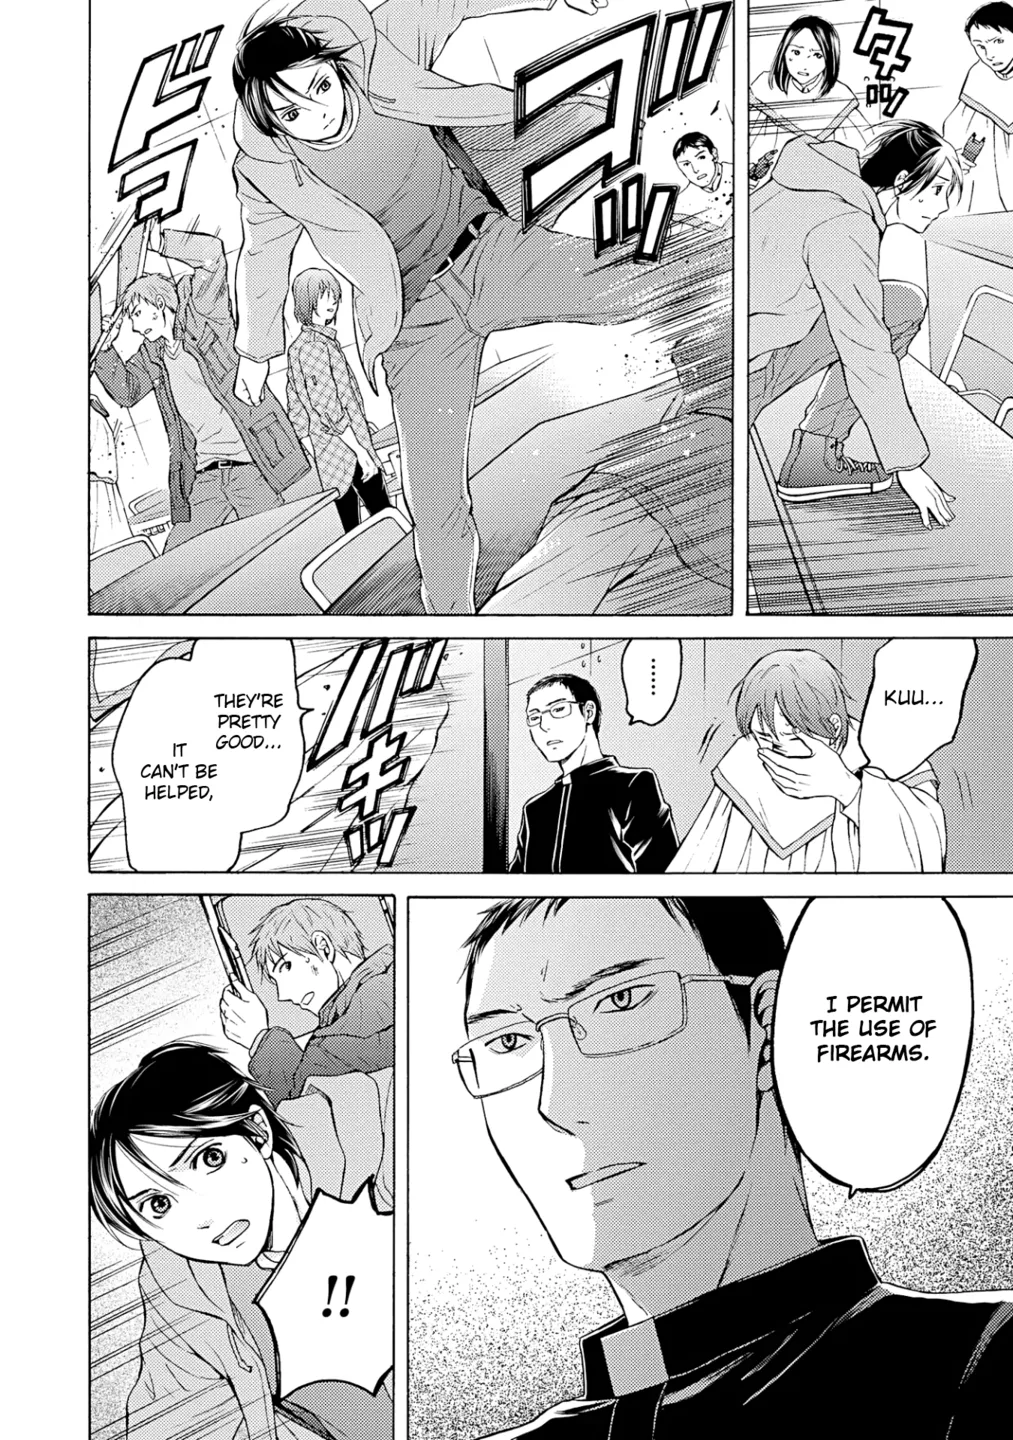 タッ
ゴッ
ドコッ
KUU...
……
THEY'RE
PRETTY
GOOD...
IT
CAN'T BE
HELPED,
バキッ
I PERMIT
THE USE OF
FIREARMS.
!!